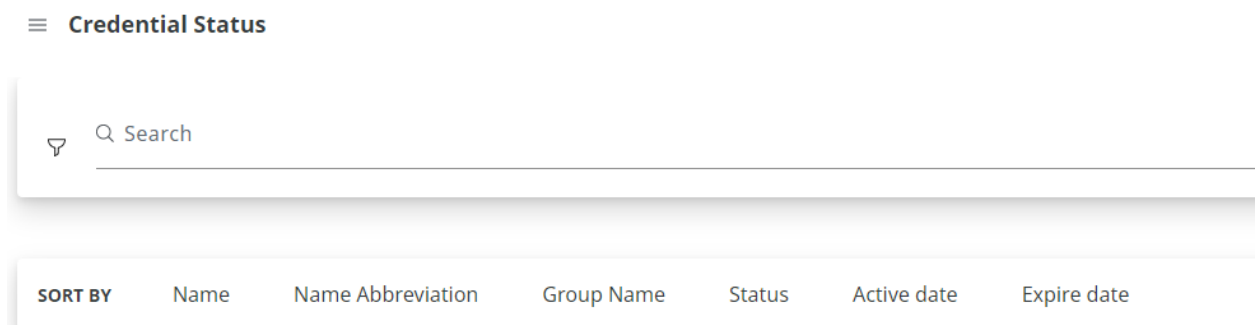 Credential Status
Search
SORT BY Name Name Abbreviation Group Name Status Active date Expire date